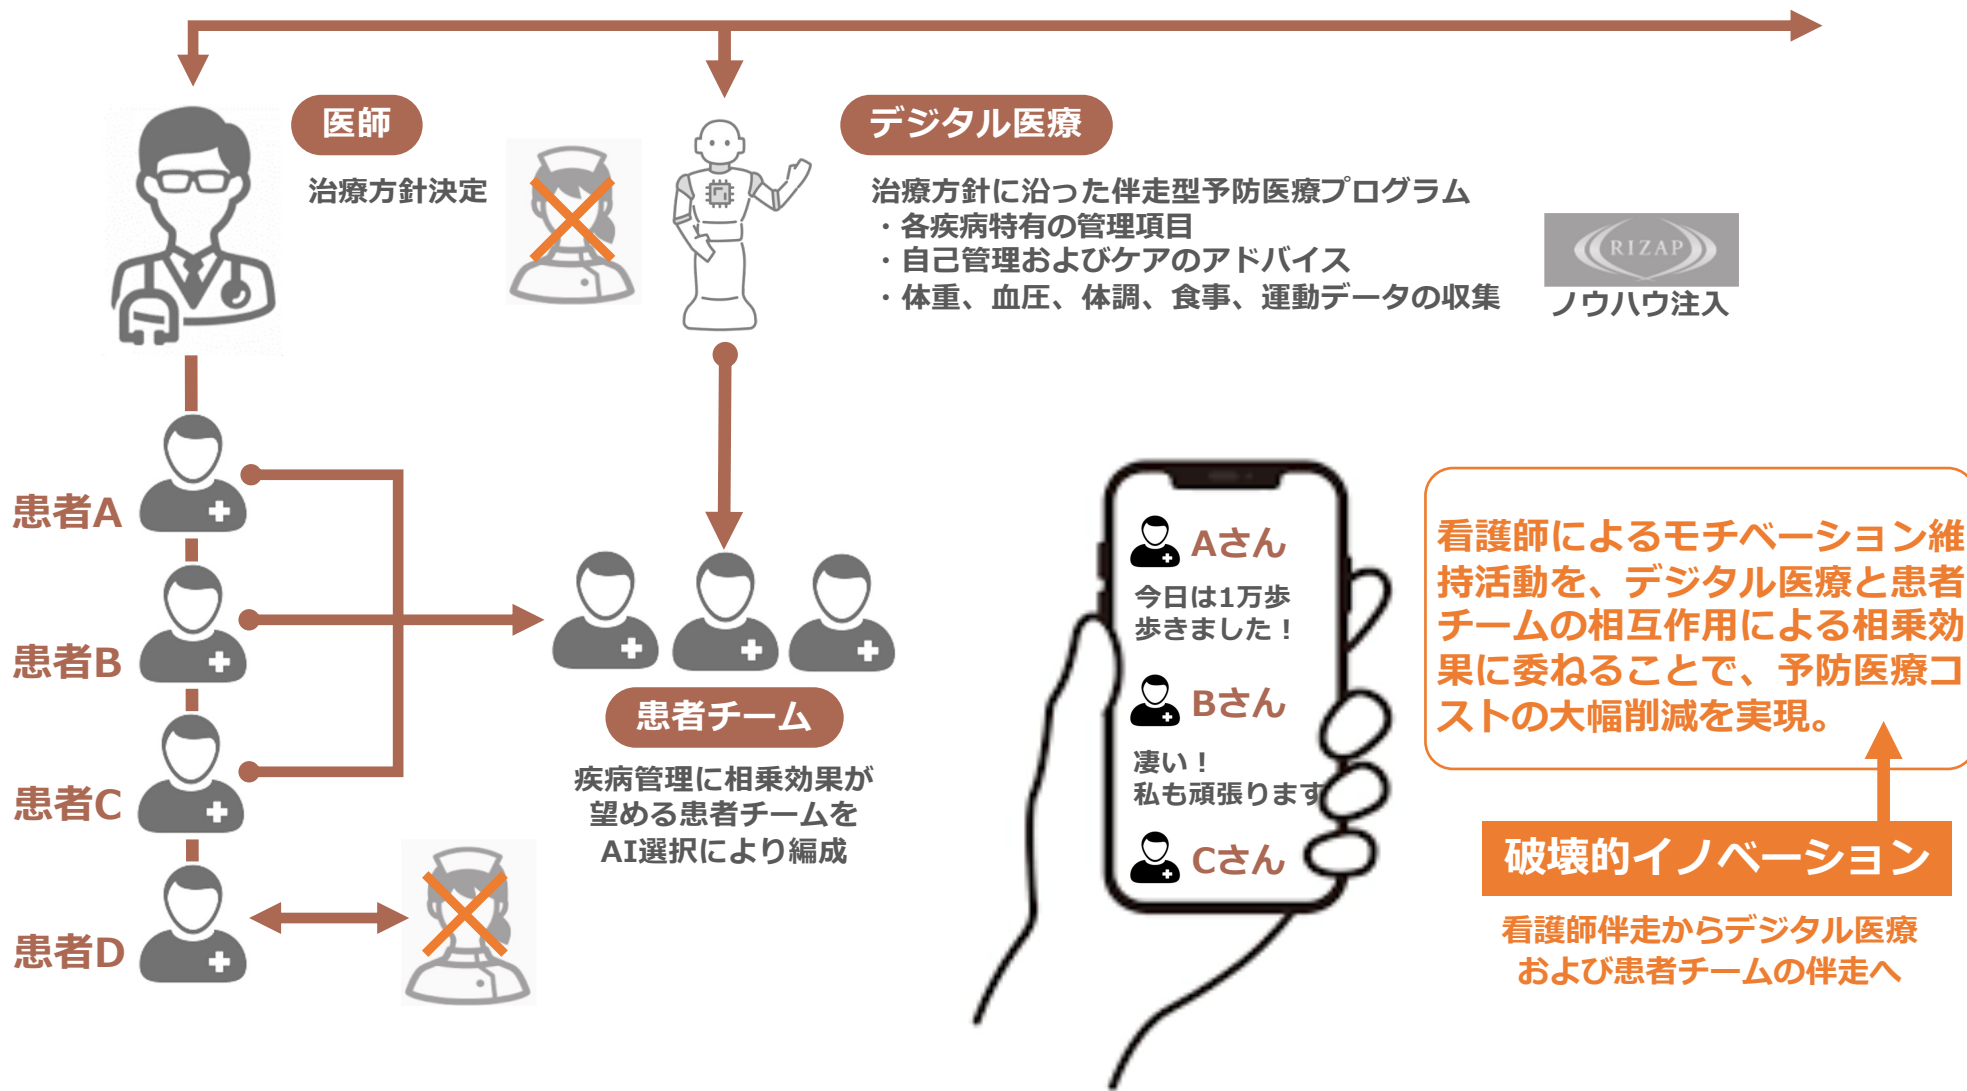 医師
治療方針決定
デジタル医療
治療方針に沿った伴走型予防医療プログラム
・各疾病特有の管理項目
・自己管理およびケアのアドバイス
・体重、血圧、体調、食事、運動データの収集
RIZAP
ノウハウ注入
患者A
患者B
患者C
患者D
患者チーム
疾病管理に相乗効果が
望める患者チームを
AI選択により編成
Aさん
今日は1万歩
歩きました！
Bさん
凄い！
私も頑張ります
Cさん
看護師によるモチベーション維
持活動を、デジタル医療と患者
チームの相互作用による相乗効
果に委ねることで、予防医療コ
ストの大幅削減を実現。
破壊的イノベーション
看護師伴走からデジタル医療
および患者チームの伴走へ